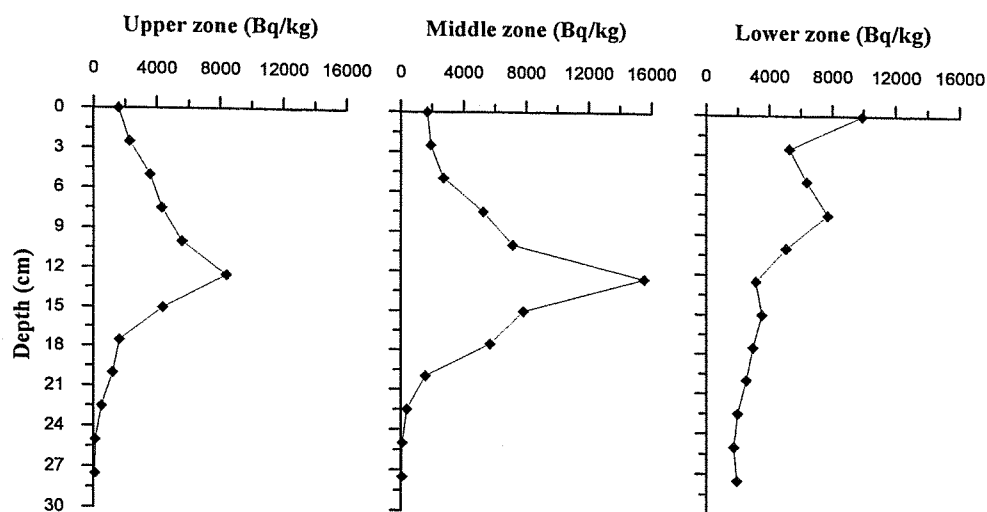 Upper zone (Bq/kg)
0 4000 8000 12000 16000
Middle zone (Bq/kg)
0 4000 8000 12000 16000
Lower zone (Bq/kg)
0 4000 8000 12000 16000
Depth (cm)
0
3
6
9
12
15
18
21
24
27
30